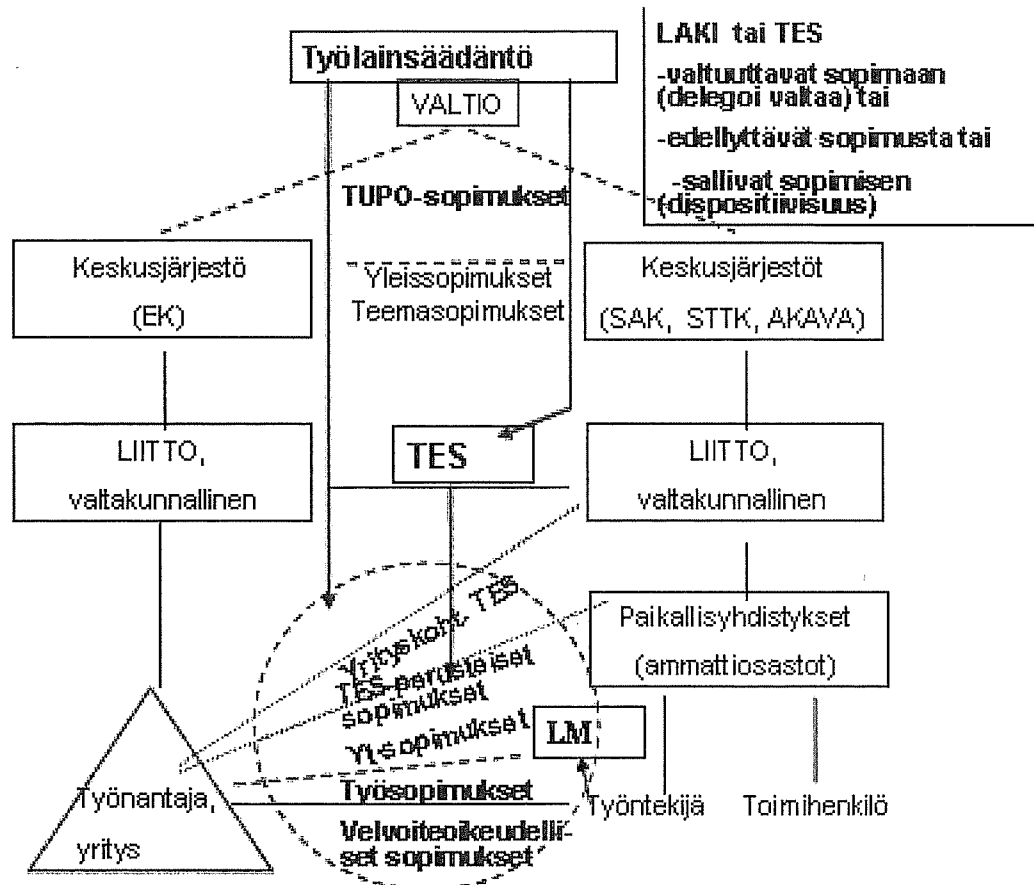 Työlainsäädäntö
VALTIO
LAKI tai TES
-valtuuttavat sopimaan
(delegoi valtaa) tai
-edellyttävät sopimusta tai
-sallivat sopimisen
(dispositiivisuus)
TUPO-sopimukset
Keskusjärjestö
(EK)
Yleissopimukset
Teemasopimukset
Keskusjärjestöt
(SAK, STTK, AKAVA)
LIITTO,
valtakunnallinen
TES
LIITTO,
valtakunnallinen
Yrityskoht. TES
TES-perusteiset
sopimukset
Yt-sopimukset
Paikallisyhdistykset
(ammattiosastot)
LM
Työnantaja,
yritys
Työsopimukset
Velvoiteoikeudelli-
set sopimukset
Työntekijä
Toimihenkilö